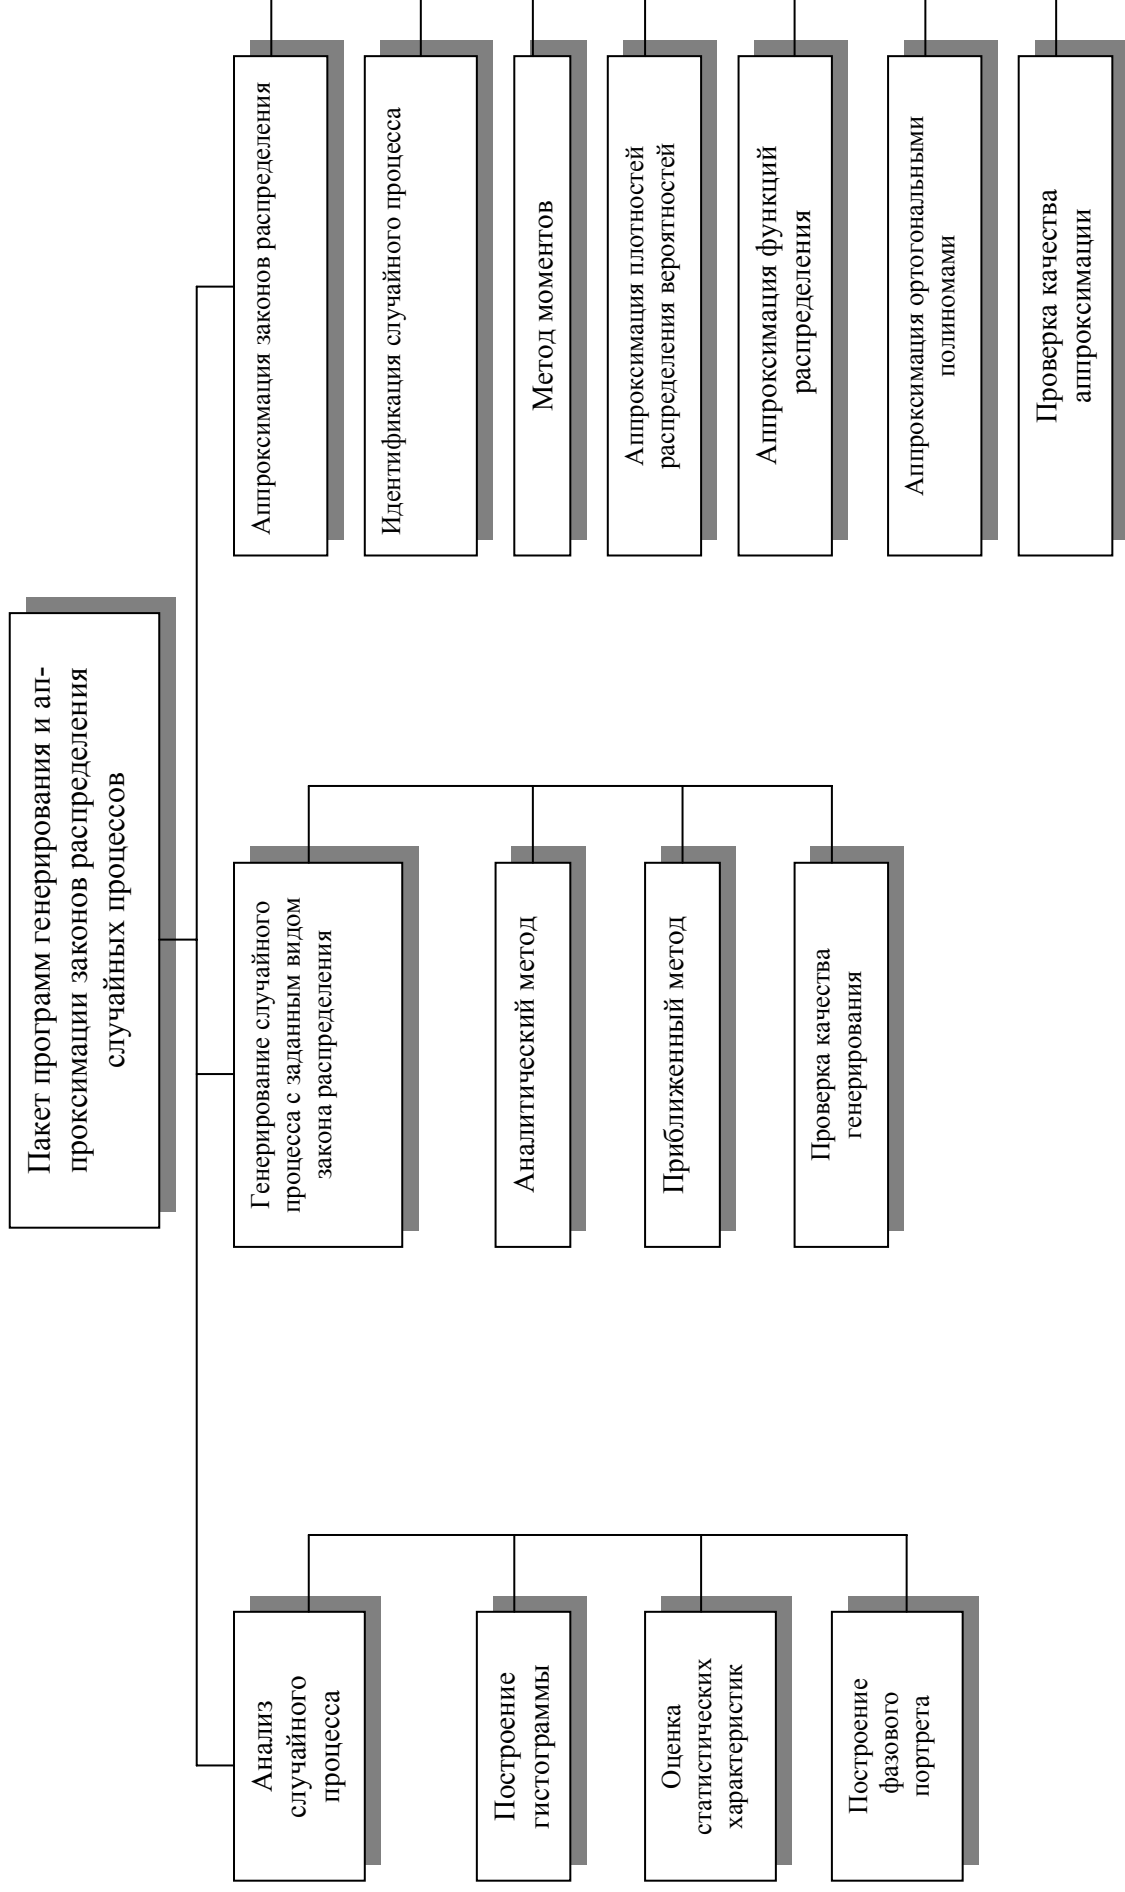 Пакет программ генерирования и ап-
проксимации законов распределения
случайных процессов
Анализ
случайного
процесса
Построение
гистограммы
Оценка
статистических
характеристик
Построение
фазового
портрета
Генерирование случайного
процесса с заданным видом
закона распределения
Аналитический метод
Приближенный метод
Проверка качества
генерирования
Аппроксимация законов распределения
Идентификация случайного процесса
Метод моментов
Аппроксимация плотностей
распределения вероятностей
Аппроксимация функций
распределения
Аппроксимация ортогональными
полиномами
Проверка качества
аппроксимации